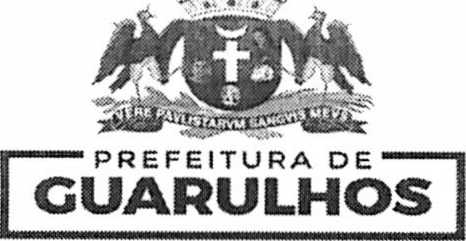 VERE PAVLISTARVM SANGVIS MEVS
PREFEITURA DE
GUARULHOS